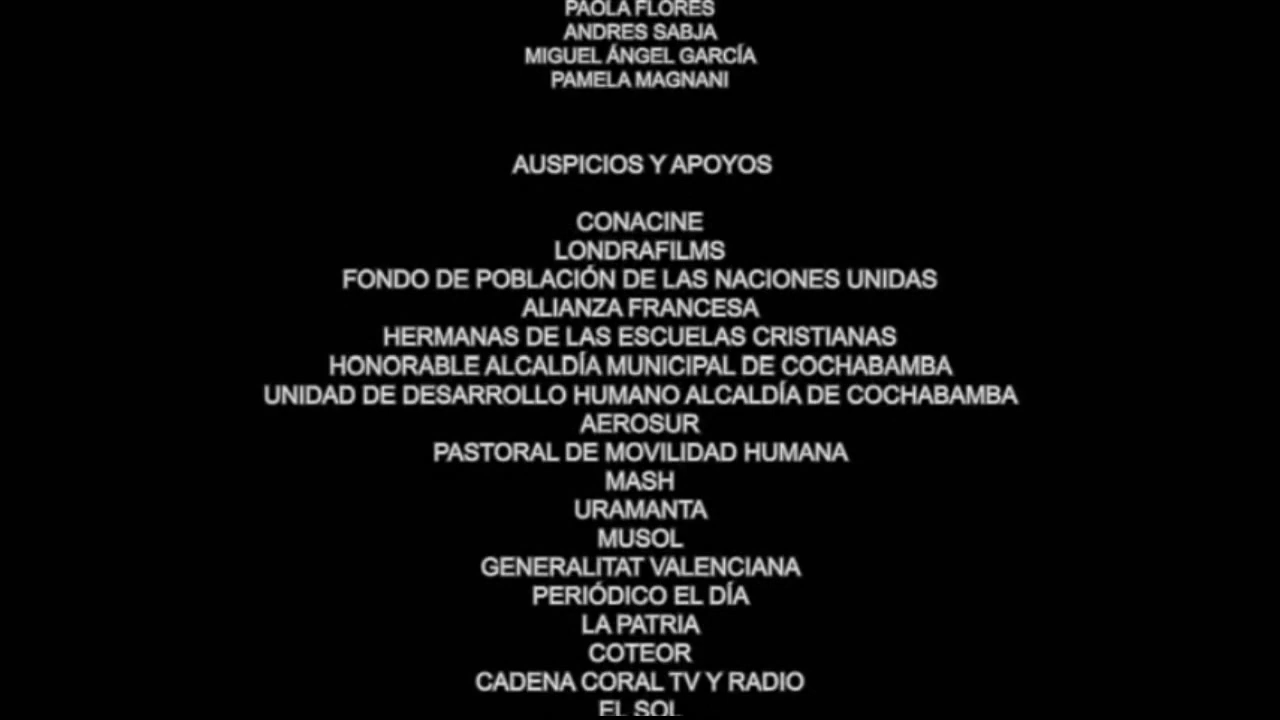 PAOLA FLORES
ANDRES SABJA
MIGUEL ÁNGEL GARCÍA
PAMELA MAGNANI
AUSPICIOS Y APOYOS
CONACINE
LONDRAFILMS
FONDO DE POBLACIÓN DE LAS NACIONES UNIDAS
ALIANZA FRANCESA
HERMANAS DE LAS ESCUELAS CRISTIANAS
HONORABLE ALCALDÍA MUNICIPAL DE COCHABAMBA
UNIDAD DE DESARROLLO HUMANO ALCALDÍA DE COCHABAMBA
AEROSUR
PASTORAL DE MOVILIDAD HUMANA
MASH
URAMANTA
MUSOL
GENERALITAT VALENCIANA
PERIÓDICO EL DÍA
LA PATRIA
COTEOR
CADENA CORAL TV Y RADIO
EL SOL